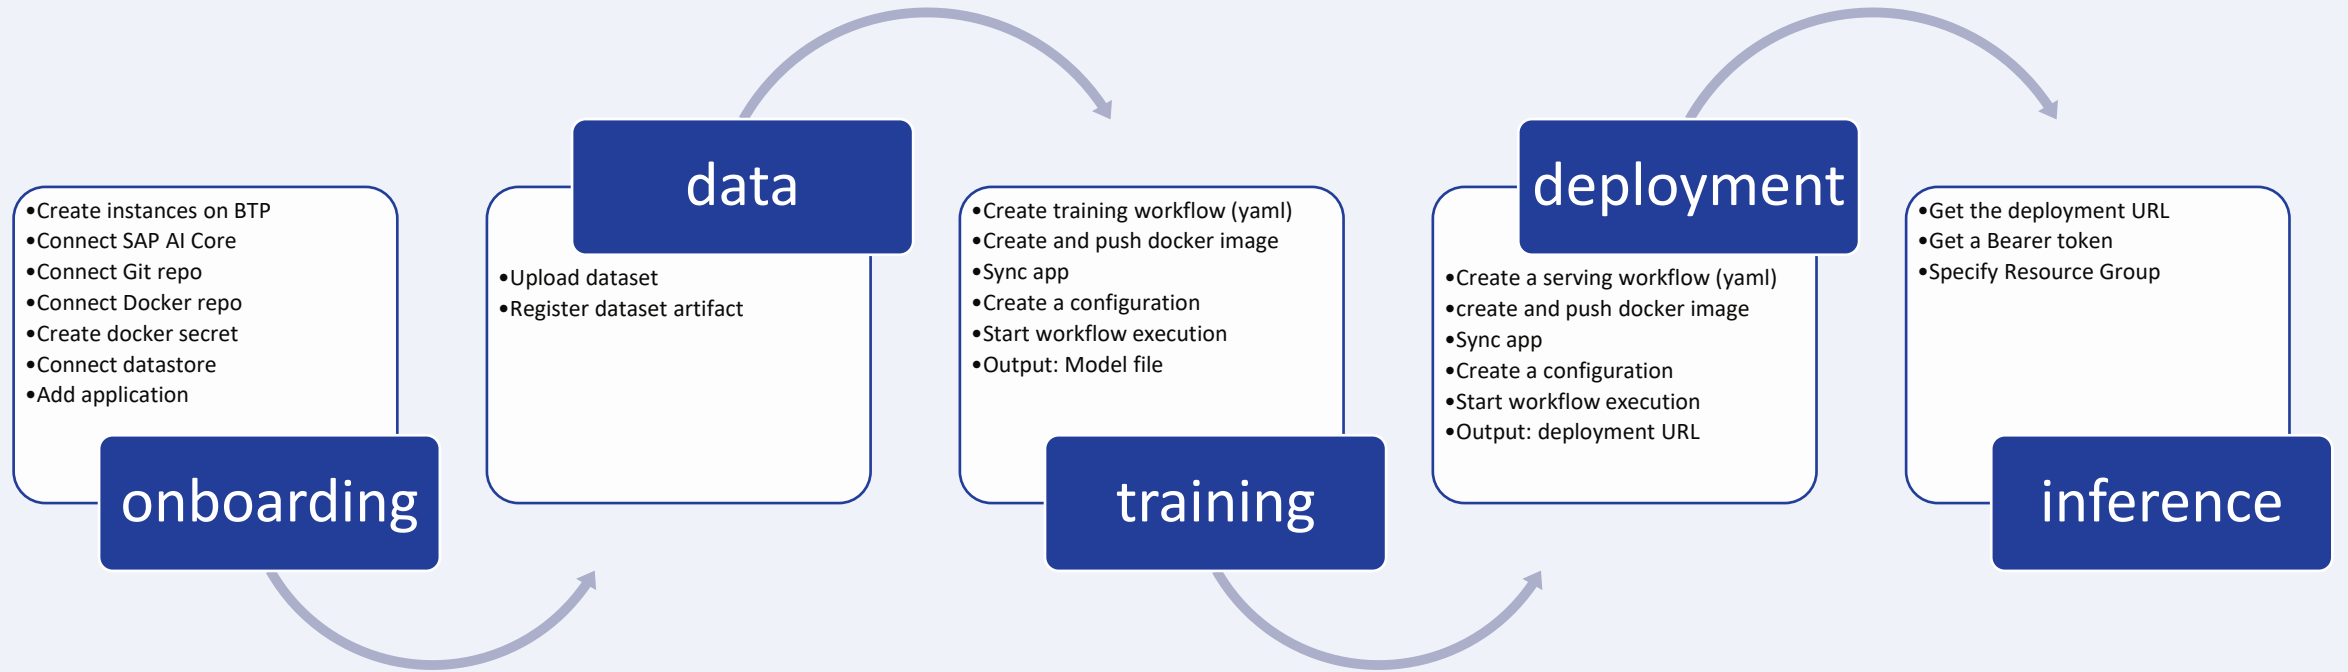 •Create instances on BTP
•Connect SAP AI Core
•Connect Git repo
•Connect Docker repo
•Create docker secret
•Connect datastore
•Add application
onboarding
data
•Upload dataset
•Register dataset artifact
•Create training workflow (yaml)
•Create and push docker image
•Sync app
•Create a configuration
•Start workflow execution
•Output: Model file
training
deployment
•Create a serving workflow (yaml)
•create and push docker image
•Sync app
•Create a configuration
•Start workflow execution
•Output: deployment URL
•Get the deployment URL
•Get a Bearer token
•Specify Resource Group
inference